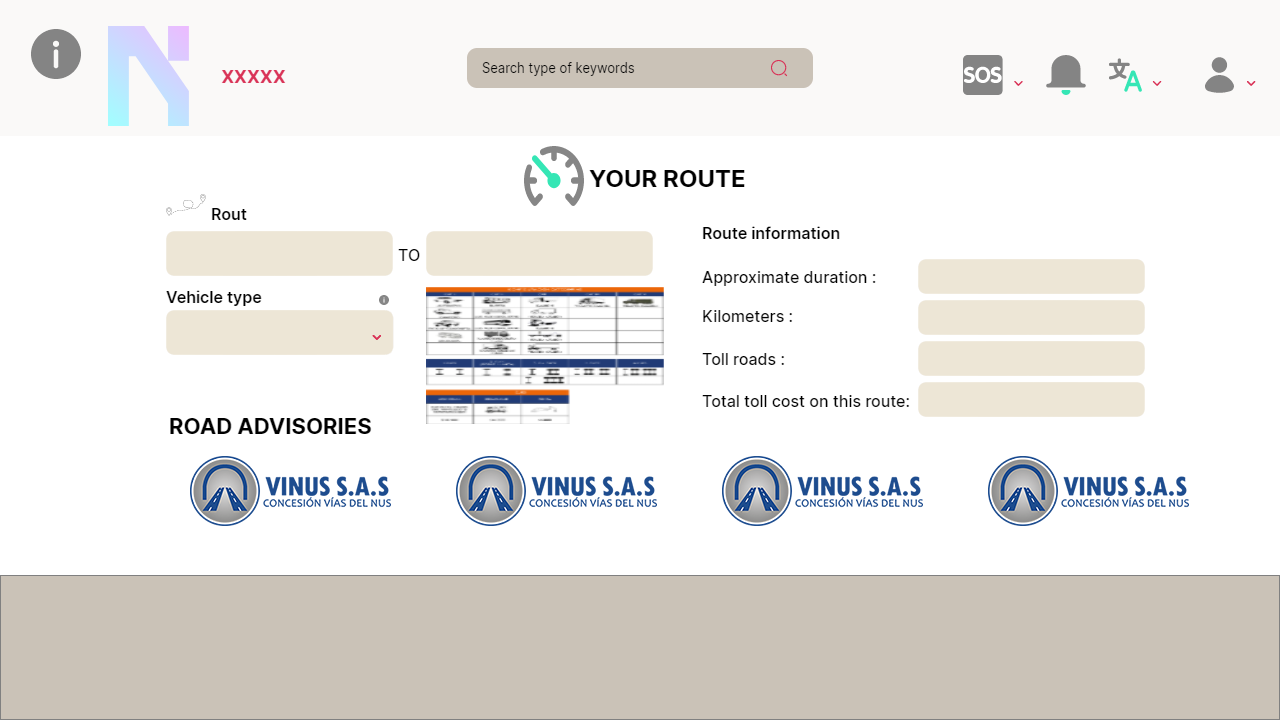 XXXXX
Search type of keywords
SOS
文A
YOUR ROUTE
Rout
TO
Vehicle type
Route information
Approximate duration :
Kilometers :
Toll roads :
Total toll cost on this route:
ROAD ADVISORIES
VINUS S.A.S
CONCESIÓN VÍAS DEL NUS
VINUS S.A.S
CONCESIÓN VÍAS DEL NUS
VINUS S.A.S
CONCESIÓN VÍAS DEL NUS
VINUS S.A.S
CONCESIÓN VÍAS DEL NUS